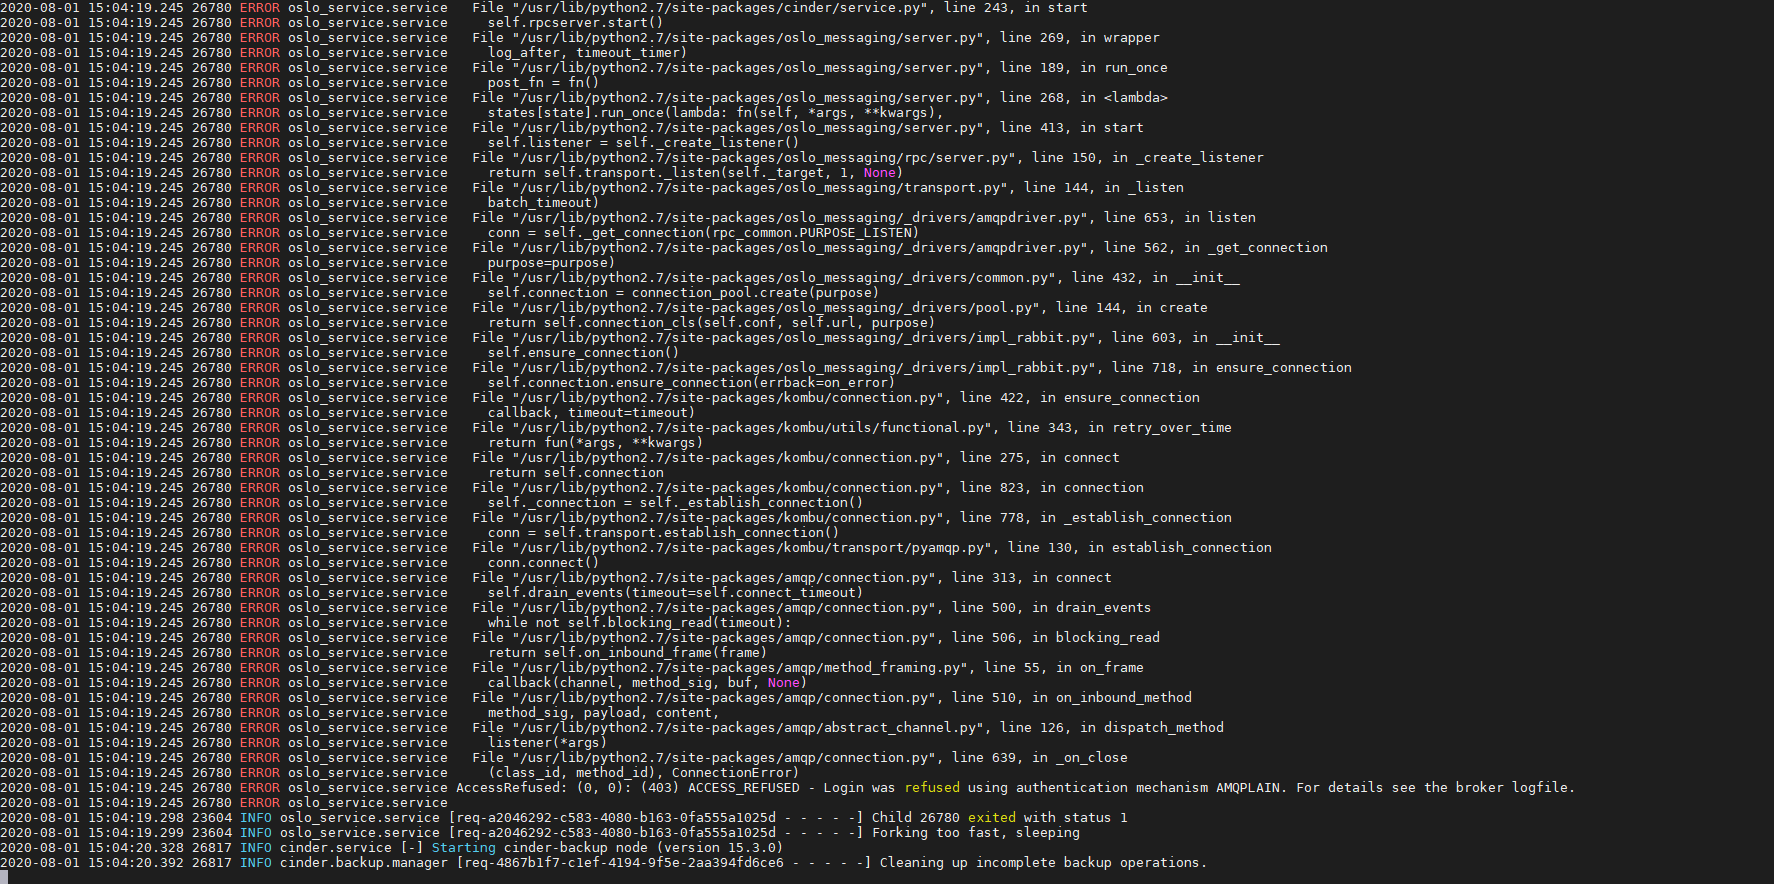 2020-08-01 15:04:19.245 26780 ERROR oslo_service.service   File "/usr/lib/python2.7/site-packages/cinder/service.py", line 243, in start
2020-08-01 15:04:19.245 26780 ERROR oslo_service.service     self.rpcserver.start()
2020-08-01 15:04:19.245 26780 ERROR oslo_service.service   File "/usr/lib/python2.7/site-packages/oslo_messaging/server.py", line 269, in wrapper
2020-08-01 15:04:19.245 26780 ERROR oslo_service.service     log_after, timeout_timer)
2020-08-01 15:04:19.245 26780 ERROR oslo_service.service   File "/usr/lib/python2.7/site-packages/oslo_messaging/server.py", line 189, in run_once
2020-08-01 15:04:19.245 26780 ERROR oslo_service.service     post_fn = fn()
2020-08-01 15:04:19.245 26780 ERROR oslo_service.service   File "/usr/lib/python2.7/site-packages/oslo_messaging/server.py", line 268, in <lambda>
2020-08-01 15:04:19.245 26780 ERROR oslo_service.service     states[state].run_once(lambda: fn(self, *args, **kwargs),
2020-08-01 15:04:19.245 26780 ERROR oslo_service.service   File "/usr/lib/python2.7/site-packages/oslo_messaging/server.py", line 413, in start
2020-08-01 15:04:19.245 26780 ERROR oslo_service.service     self.listener = self._create_listener()
2020-08-01 15:04:19.245 26780 ERROR oslo_service.service   File "/usr/lib/python2.7/site-packages/oslo_messaging/rpc/server.py", line 150, in _create_listener
2020-08-01 15:04:19.245 26780 ERROR oslo_service.service     return self.transport._listen(self._target, 1, None)
2020-08-01 15:04:19.245 26780 ERROR oslo_service.service   File "/usr/lib/python2.7/site-packages/oslo_messaging/transport.py", line 144, in _listen
2020-08-01 15:04:19.245 26780 ERROR oslo_service.service     batch_timeout)
2020-08-01 15:04:19.245 26780 ERROR oslo_service.service   File "/usr/lib/python2.7/site-packages/oslo_messaging/_drivers/amqpdriver.py", line 653, in listen
2020-08-01 15:04:19.245 26780 ERROR oslo_service.service     conn = self._get_connection(rpc_common.PURPOSE_LISTEN)
2020-08-01 15:04:19.245 26780 ERROR oslo_service.service   File "/usr/lib/python2.7/site-packages/oslo_messaging/_drivers/amqpdriver.py", line 562, in _get_connection
2020-08-01 15:04:19.245 26780 ERROR oslo_service.service     purpose=purpose)
2020-08-01 15:04:19.245 26780 ERROR oslo_service.service   File "/usr/lib/python2.7/site-packages/oslo_messaging/_drivers/common.py", line 432, in __init__
2020-08-01 15:04:19.245 26780 ERROR oslo_service.service     self.connection = connection_pool.create(purpose)
2020-08-01 15:04:19.245 26780 ERROR oslo_service.service   File "/usr/lib/python2.7/site-packages/oslo_messaging/_drivers/pool.py", line 144, in create
2020-08-01 15:04:19.245 26780 ERROR oslo_service.service     return self.connection_cls(self.conf, self.url, purpose)
2020-08-01 15:04:19.245 26780 ERROR oslo_service.service   File "/usr/lib/python2.7/site-packages/oslo_messaging/_drivers/impl_rabbit.py", line 603, in __init__
2020-08-01 15:04:19.245 26780 ERROR oslo_service.service     self.ensure_connection()
2020-08-01 15:04:19.245 26780 ERROR oslo_service.service   File "/usr/lib/python2.7/site-packages/oslo_messaging/_drivers/impl_rabbit.py", line 718, in ensure_connection
2020-08-01 15:04:19.245 26780 ERROR oslo_service.service     self.connection.ensure_connection(errback=on_error)
2020-08-01 15:04:19.245 26780 ERROR oslo_service.service   File "/usr/lib/python2.7/site-packages/kombu/connection.py", line 422, in ensure_connection
2020-08-01 15:04:19.245 26780 ERROR oslo_service.service     callback, timeout=timeout)
2020-08-01 15:04:19.245 26780 ERROR oslo_service.service   File "/usr/lib/python2.7/site-packages/kombu/utils/functional.py", line 343, in retry_over_time
2020-08-01 15:04:19.245 26780 ERROR oslo_service.service     return fun(*args, **kwargs)
2020-08-01 15:04:19.245 26780 ERROR oslo_service.service   File "/usr/lib/python2.7/site-packages/kombu/connection.py", line 275, in connect
2020-08-01 15:04:19.245 26780 ERROR oslo_service.service     return self.connection
2020-08-01 15:04:19.245 26780 ERROR oslo_service.service   File "/usr/lib/python2.7/site-packages/kombu/connection.py", line 823, in connection
2020-08-01 15:04:19.245 26780 ERROR oslo_service.service     self._connection = self._establish_connection()
2020-08-01 15:04:19.245 26780 ERROR oslo_service.service   File "/usr/lib/python2.7/site-packages/kombu/connection.py", line 778, in _establish_connection
2020-08-01 15:04:19.245 26780 ERROR oslo_service.service     conn = self.transport.establish_connection()
2020-08-01 15:04:19.245 26780 ERROR oslo_service.service   File "/usr/lib/python2.7/site-packages/kombu/transport/pyamqp.py", line 130, in establish_connection
2020-08-01 15:04:19.245 26780 ERROR oslo_service.service     conn.connect()
2020-08-01 15:04:19.245 26780 ERROR oslo_service.service   File "/usr/lib/python2.7/site-packages/amqp/connection.py", line 313, in connect
2020-08-01 15:04:19.245 26780 ERROR oslo_service.service     self.drain_events(timeout=self.connect_timeout)
2020-08-01 15:04:19.245 26780 ERROR oslo_service.service   File "/usr/lib/python2.7/site-packages/amqp/connection.py", line 500, in drain_events
2020-08-01 15:04:19.245 26780 ERROR oslo_service.service     while not self.blocking_read(timeout):
2020-08-01 15:04:19.245 26780 ERROR oslo_service.service   File "/usr/lib/python2.7/site-packages/amqp/connection.py", line 506, in blocking_read
2020-08-01 15:04:19.245 26780 ERROR oslo_service.service     return self.on_inbound_frame(frame)
2020-08-01 15:04:19.245 26780 ERROR oslo_service.service   File "/usr/lib/python2.7/site-packages/amqp/method_framing.py", line 55, in on_frame
2020-08-01 15:04:19.245 26780 ERROR oslo_service.service     callback(channel, method_sig, buf, None)
2020-08-01 15:04:19.245 26780 ERROR oslo_service.service   File "/usr/lib/python2.7/site-packages/amqp/connection.py", line 510, in on_inbound_method
2020-08-01 15:04:19.245 26780 ERROR oslo_service.service     method_sig, payload, content,
2020-08-01 15:04:19.245 26780 ERROR oslo_service.service   File "/usr/lib/python2.7/site-packages/amqp/abstract_channel.py", line 126, in dispatch_method
2020-08-01 15:04:19.245 26780 ERROR oslo_service.service     listener(*args)
2020-08-01 15:04:19.245 26780 ERROR oslo_service.service   File "/usr/lib/python2.7/site-packages/amqp/connection.py", line 639, in _on_close
2020-08-01 15:04:19.245 26780 ERROR oslo_service.service     (class_id, method_id), ConnectionError)
2020-08-01 15:04:19.245 26780 ERROR oslo_service.service AccessRefused: (0, 0): (403) ACCESS_REFUSED - Login was refused using authentication mechanism AMQPLAIN. For details see the broker logfile.
2020-08-01 15:04:19.245 26780 ERROR oslo_service.service
2020-08-01 15:04:19.298 23604 INFO oslo_service.service [req-a2046292-c583-4080-b163-0fa555a1025d - - - - -] Child 26780 exited with status 1
2020-08-01 15:04:19.299 23604 INFO oslo_service.service [req-a2046292-c583-4080-b163-0fa555a1025d - - - - -] Forking too fast, sleeping
2020-08-01 15:04:20.328 26817 INFO cinder.service [-] Starting cinder-backup node (version 15.3.0)
2020-08-01 15:04:20.392 26817 INFO cinder.backup.manager [req-4867b1f7-c1ef-4194-9f5e-2aa394fd6ce6 - - - - -] Cleaning up incomplete backup operations.